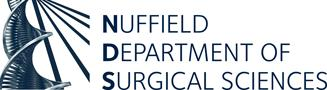 NUFFIELD
DEPARTMENT OF
SURGICAL SCIENCES